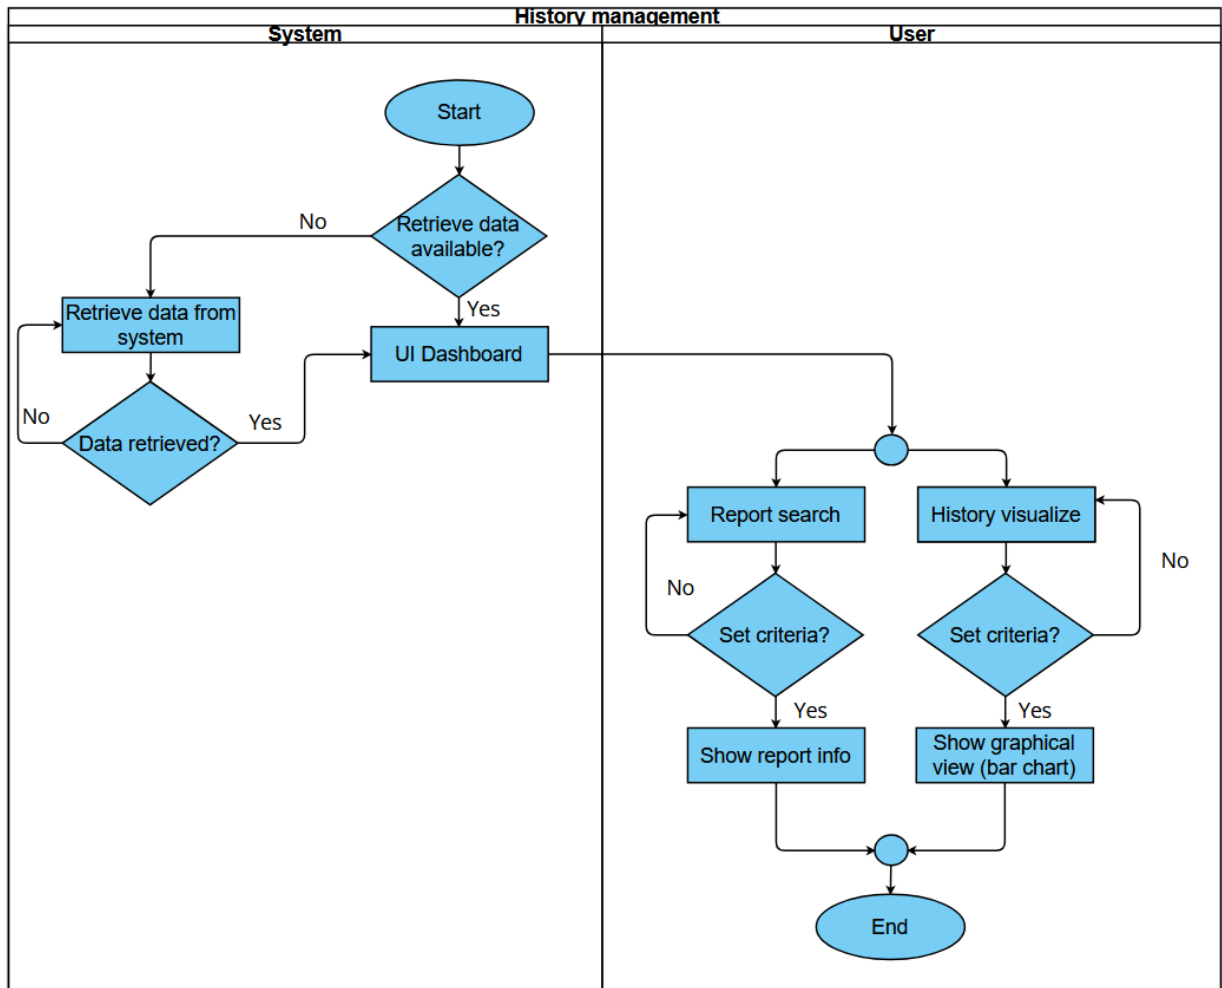 History management
System
User
Start
Retrieve data
available?
No
Yes
Retrieve data from
system
UI Dashboard
No
Data retrieved?
Yes
Report search
History visualize
No
No
Set criteria?
Set criteria?
Yes
Yes
Show report info
Show graphical
view (bar chart)
End